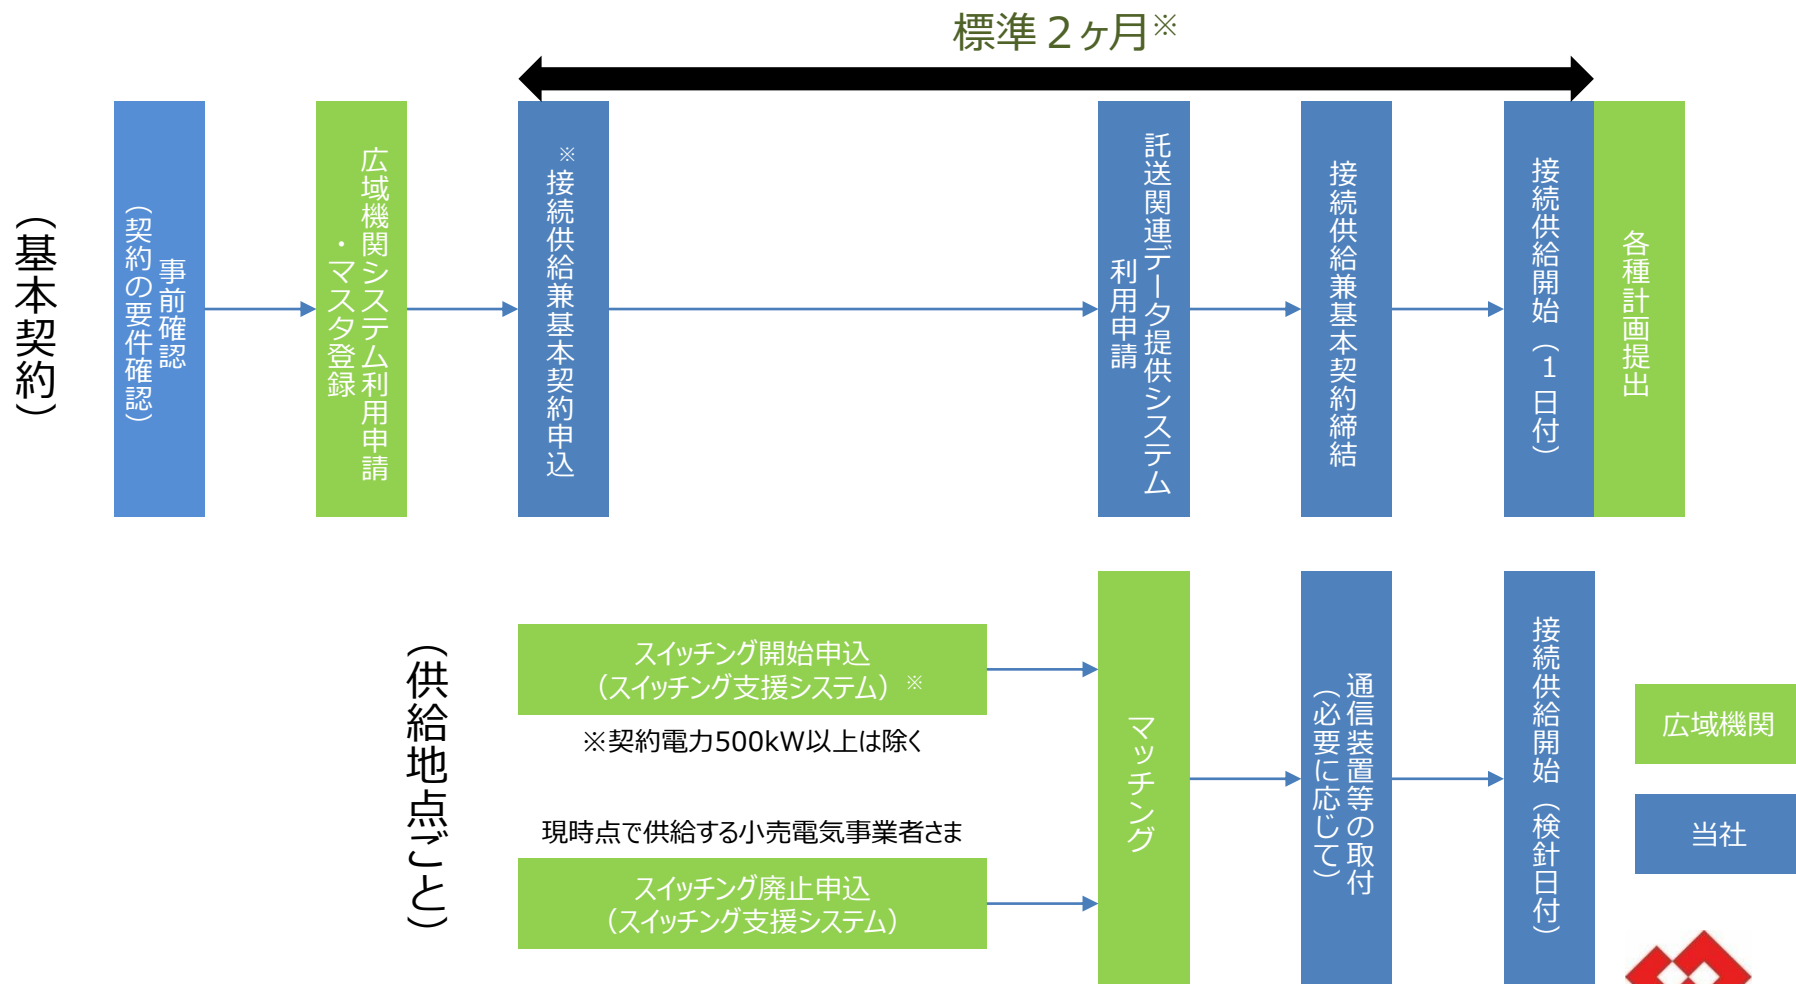 標準２ヶ月※
（基本契約）
事前確認
（契約の要件確認）
広域機関システム利用申請
・マスタ登録
※接続供給兼基本契約申込
託送関連データ提供システム
利用申請
接続供給兼基本契約締結
接続供給開始（１日付）
各種計画提出
（供給地点ごと）
スイッチング開始申込
（スイッチング支援システム）※
※契約電力500kW以上は除く
現時点で供給する小売電気事業者さま
スイッチング廃止申込
（スイッチング支援システム）
マッチング
通信装置等の取付
（必要に応じて）
接続供給開始（検針日付）
広域機関
当社